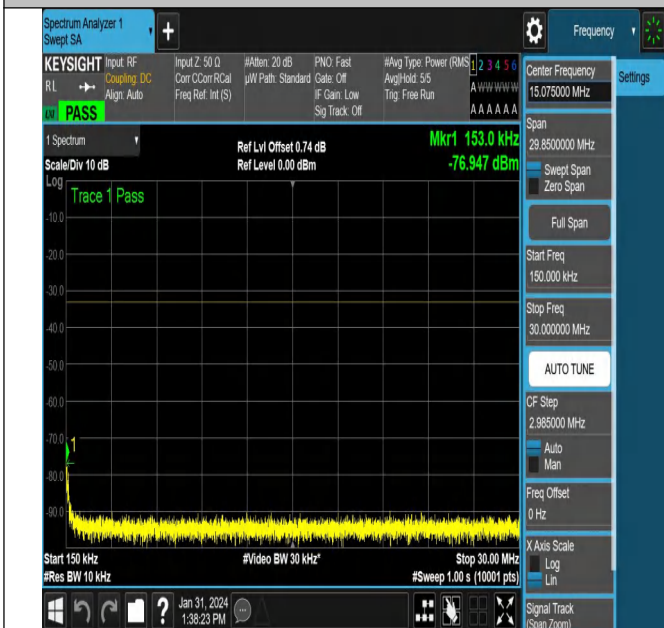 Spectrum Analyzer 1
Swept SA
Frequency
KEYSIGHT
RL
Input: RF
Coupling: DC
Align: Auto
Input Z: 50 Ω
Corr CCorr RCal
Freq Ref: Int (S)
#Atten: 20 dB
µW Path: Standard
PNO: Fast
Gate: Off
IF Gain: Low
Sig Track: Off
#Avg Type: Power (RMS
Avg|Hold: 5/5
Trig: Free Run
1 2 3 4 5 6
A W W W W W
A A A A A A
PASS
1 Spectrum
Scale/Div 10 dB
Ref Lvl Offset 0.74 dB
Ref Level 0.00 dBm
Mkr1 153.0 kHz
-76.947 dBm
Log
Trace 1 Pass
-10.0
-20.0
-30.0
-40.0
-50.0
-60.0
-70.0
1
-80.0
-90.0
Start 150 kHz
#Res BW 10 kHz
#Video BW 30 kHz*
Stop 30.00 MHz
#Sweep 1.00 s (10001 pts)
?
Jan 31, 2024
1:38:23 PM
Center Frequency
15.075000 MHz
Settings
Span
29.8500000 MHz
Swept Span
Zero Span
Full Span
Start Freq
150.000 kHz
Stop Freq
30.000000 MHz
AUTO TUNE
CF Step
2.985000 MHz
Auto
Man
Freq Offset
0 Hz
X Axis Scale
Log
Lin
Signal Track
(Span Zoom)